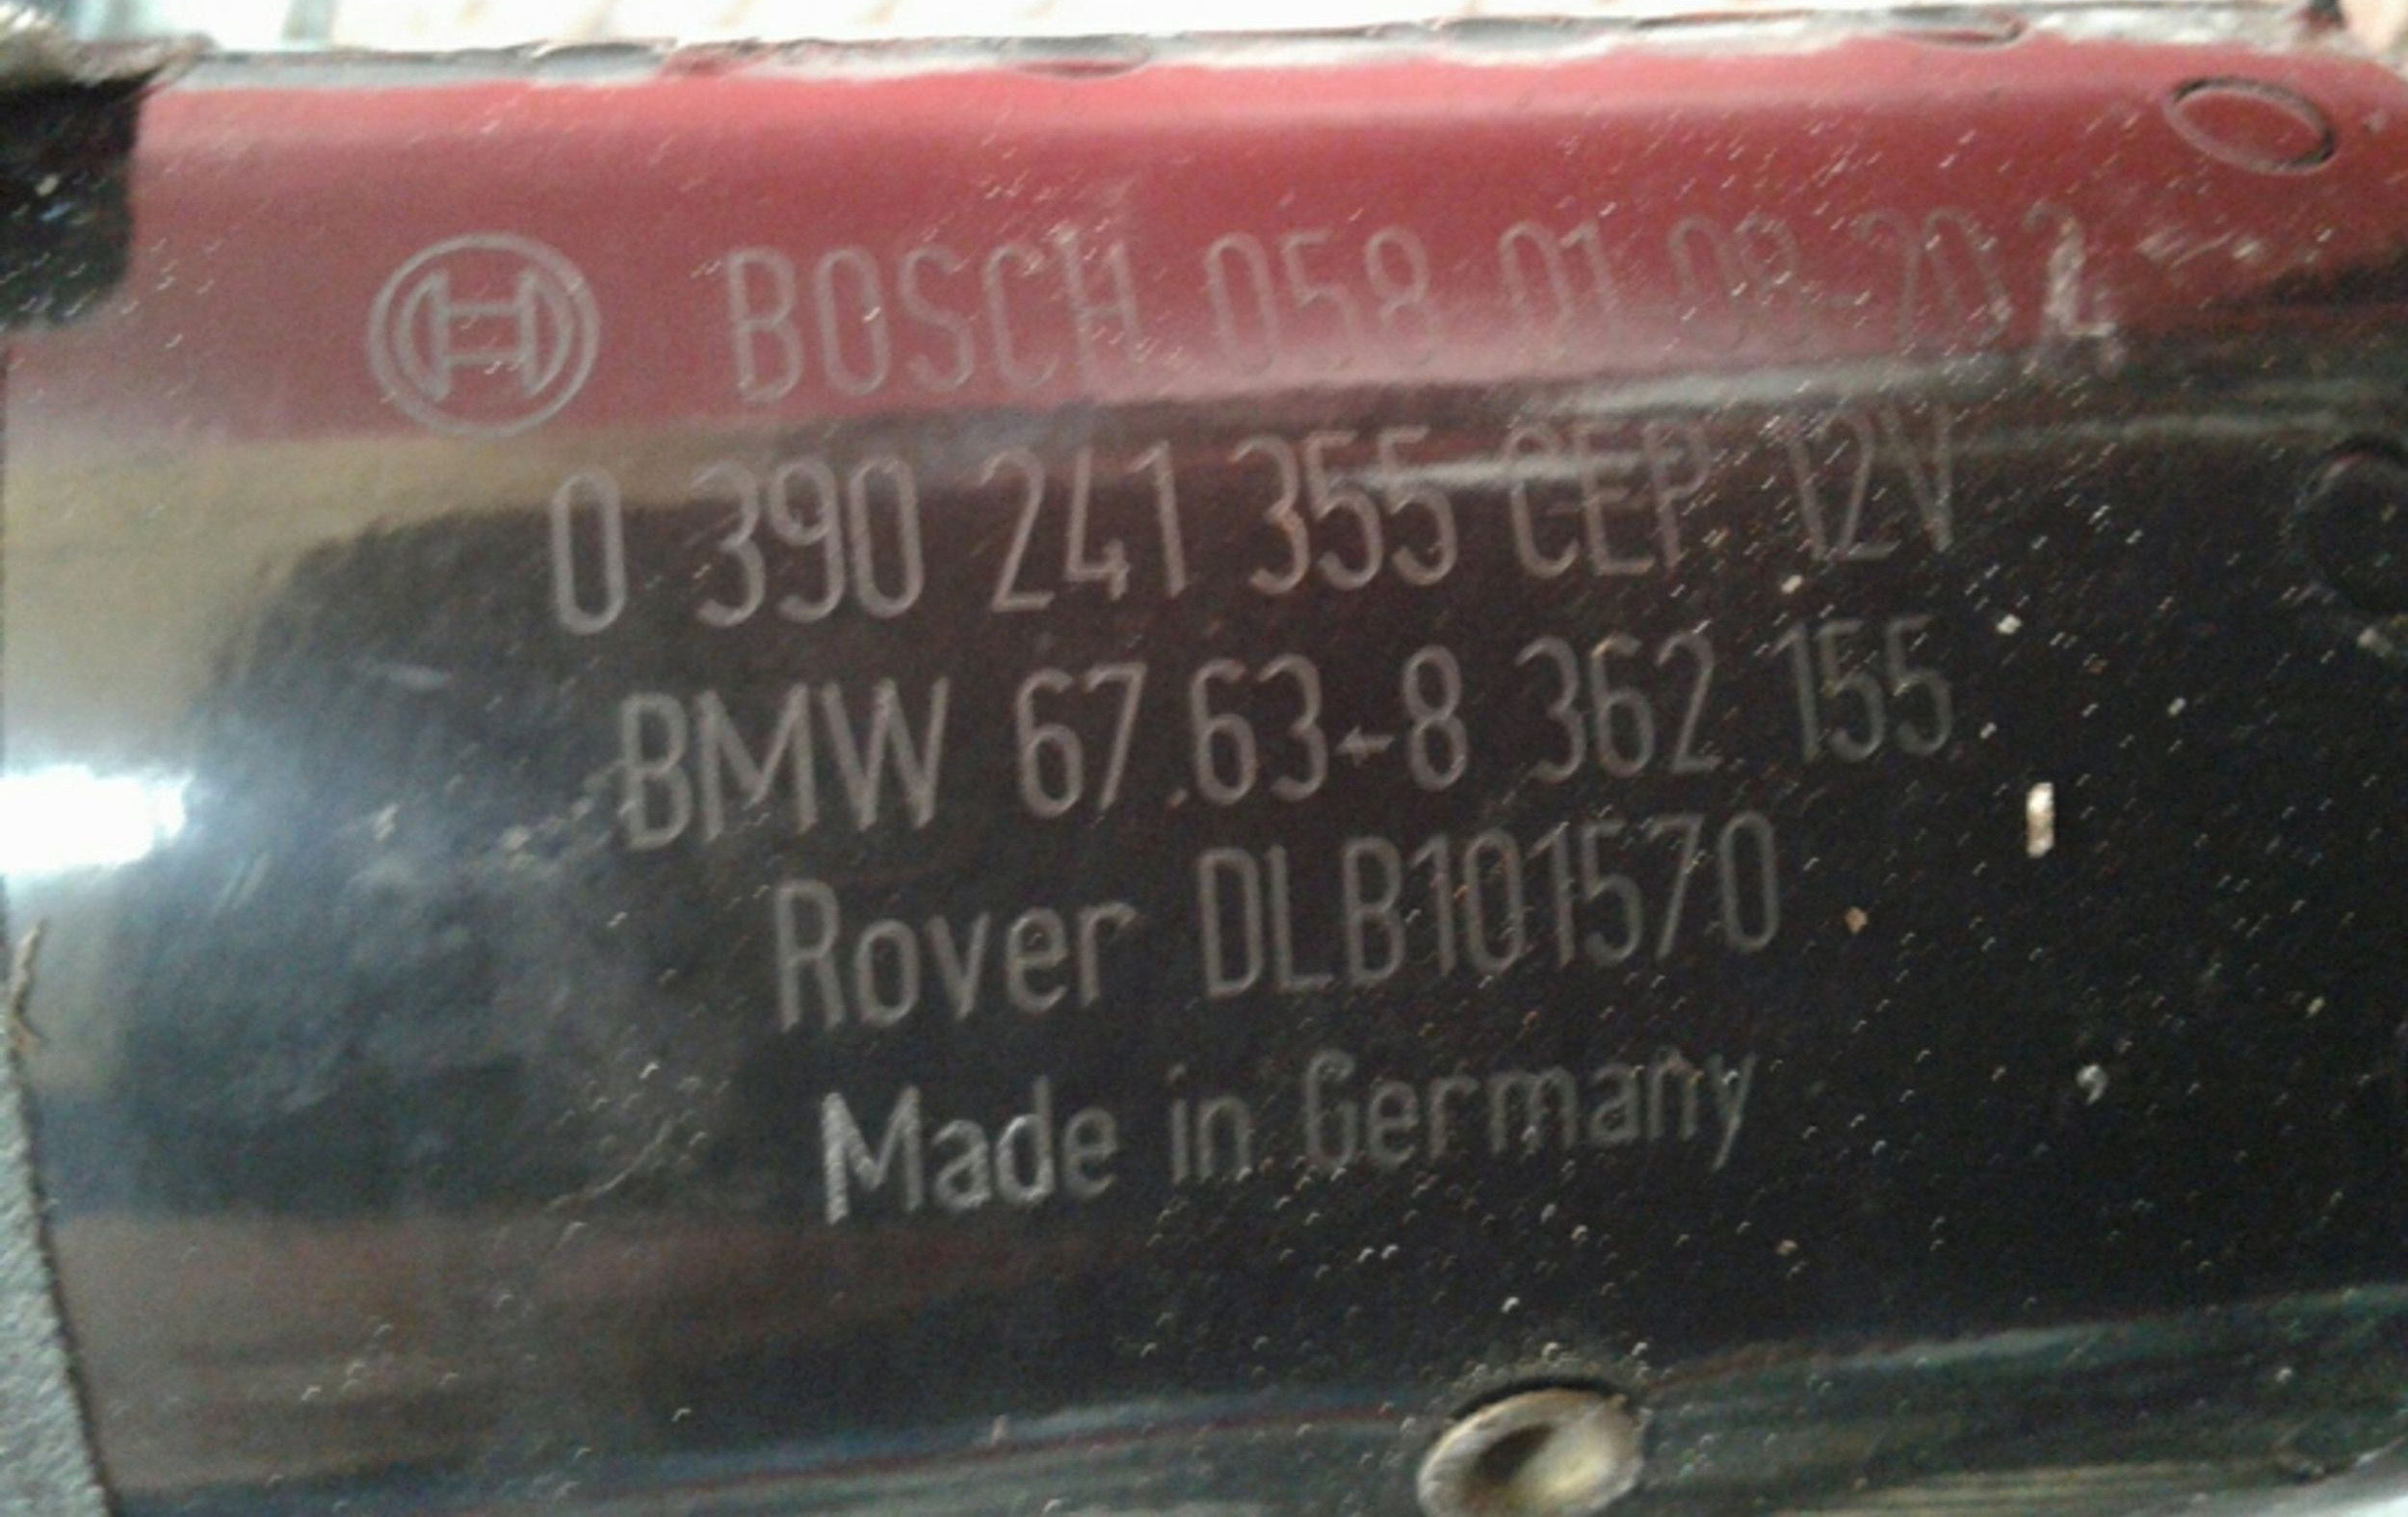 BOSCH 058 01-08-20
0 390 241 355 CEP 12V
BMW 67.63-8 362 155
Rover DLB101570
Made in Germany